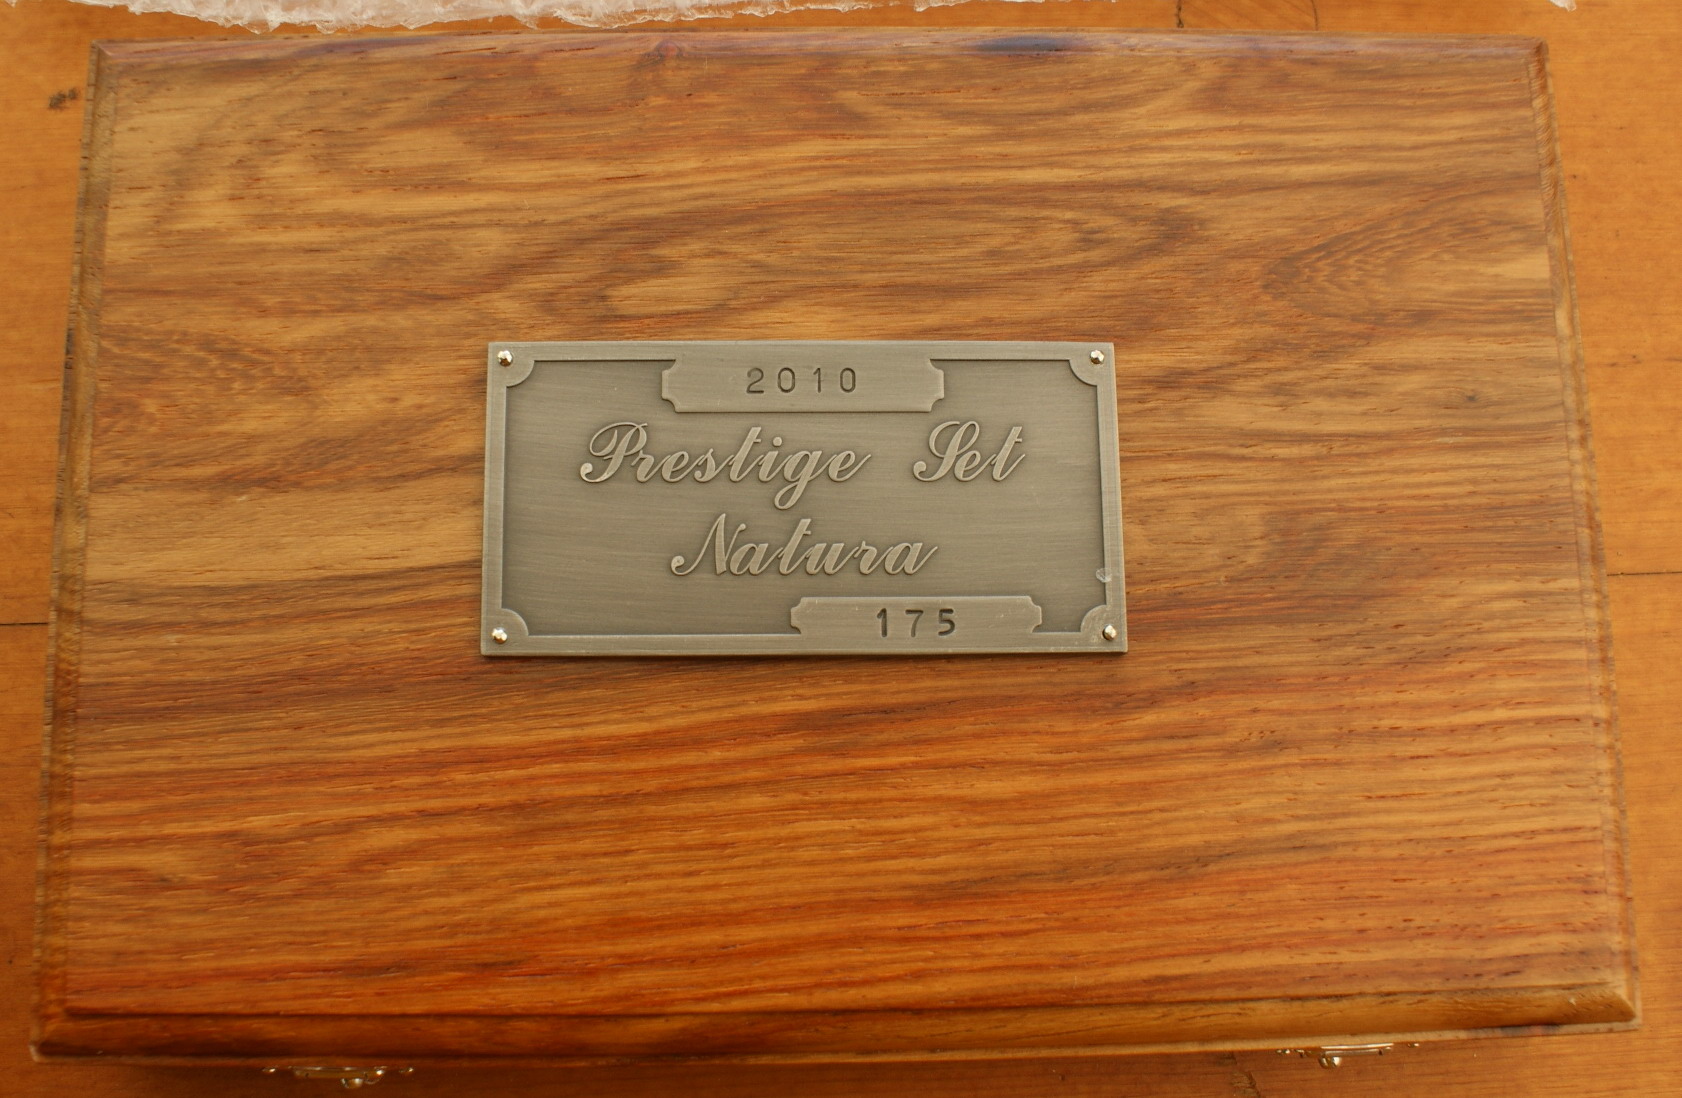 2010
Prestige Set
Natura
175